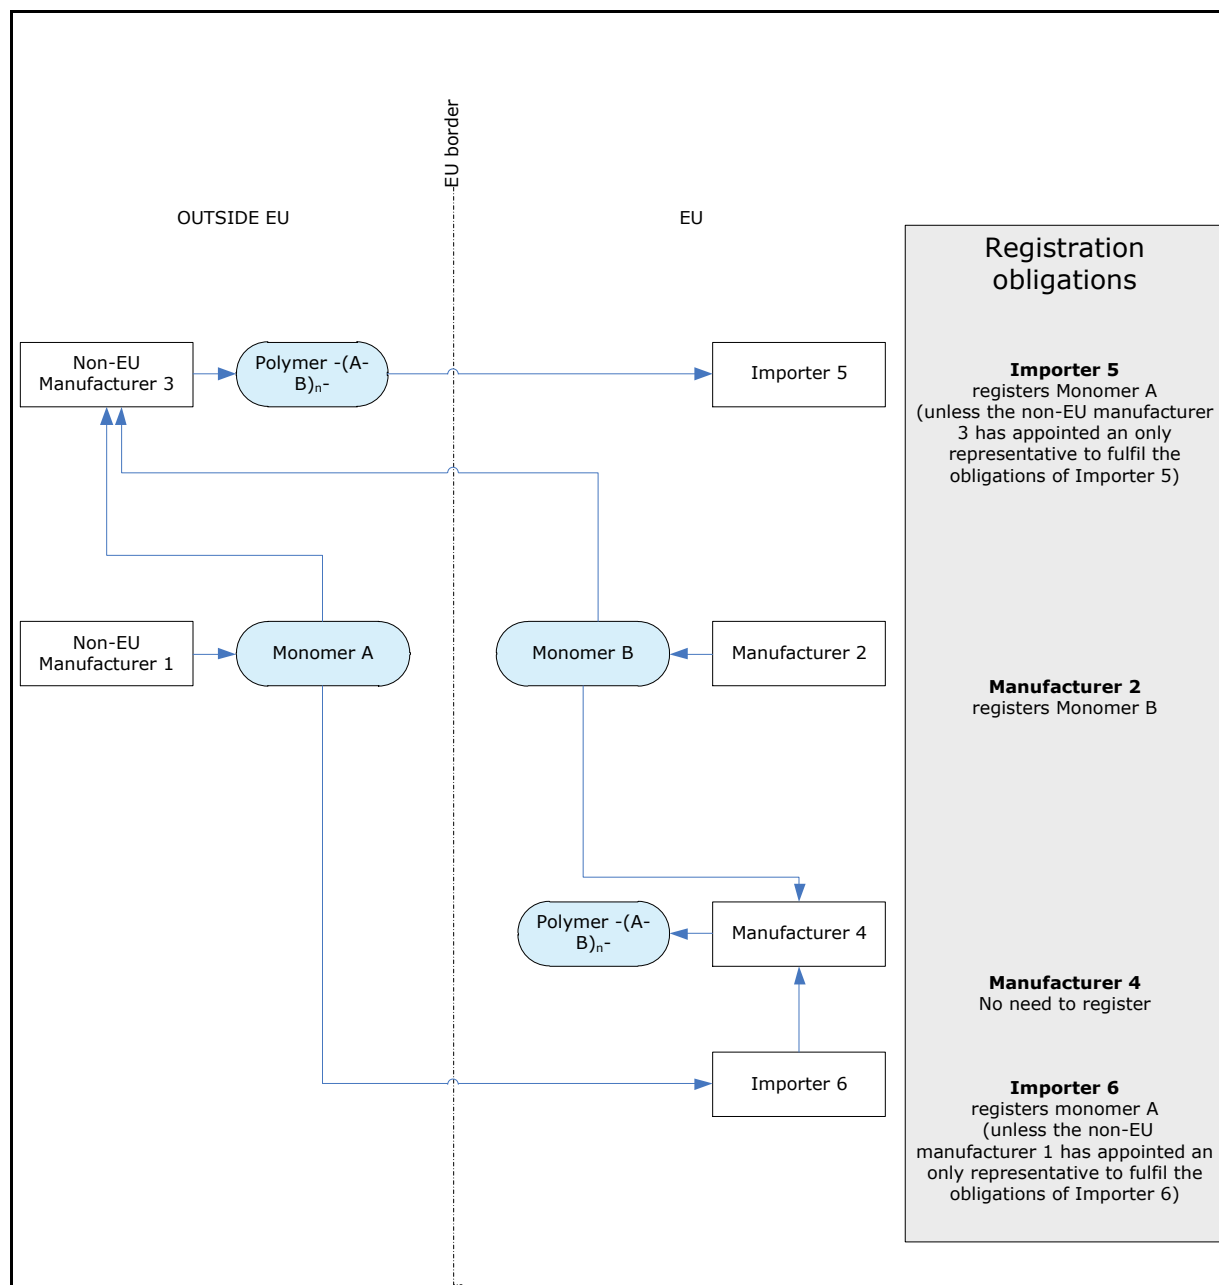 EU border
OUTSIDE EU
EU
Registration
obligations
Non-EU
Manufacturer 3
Polymer -(A-
B)n-
Importer 5
Importer 5
registers Monomer A
(unless the non-EU manufacturer
3 has appointed an only
representative to fulfil the
obligations of Importer 5)
Non-EU
Manufacturer 1
Monomer A
Monomer B
Manufacturer 2
Manufacturer 2
registers Monomer B
Polymer -(A-
B)n-
Manufacturer 4
Manufacturer 4
No need to register
Importer 6
Importer 6
registers monomer A
(unless the non-EU
manufacturer 1 has appointed an
only representative to fulfil the
obligations of Importer 6)